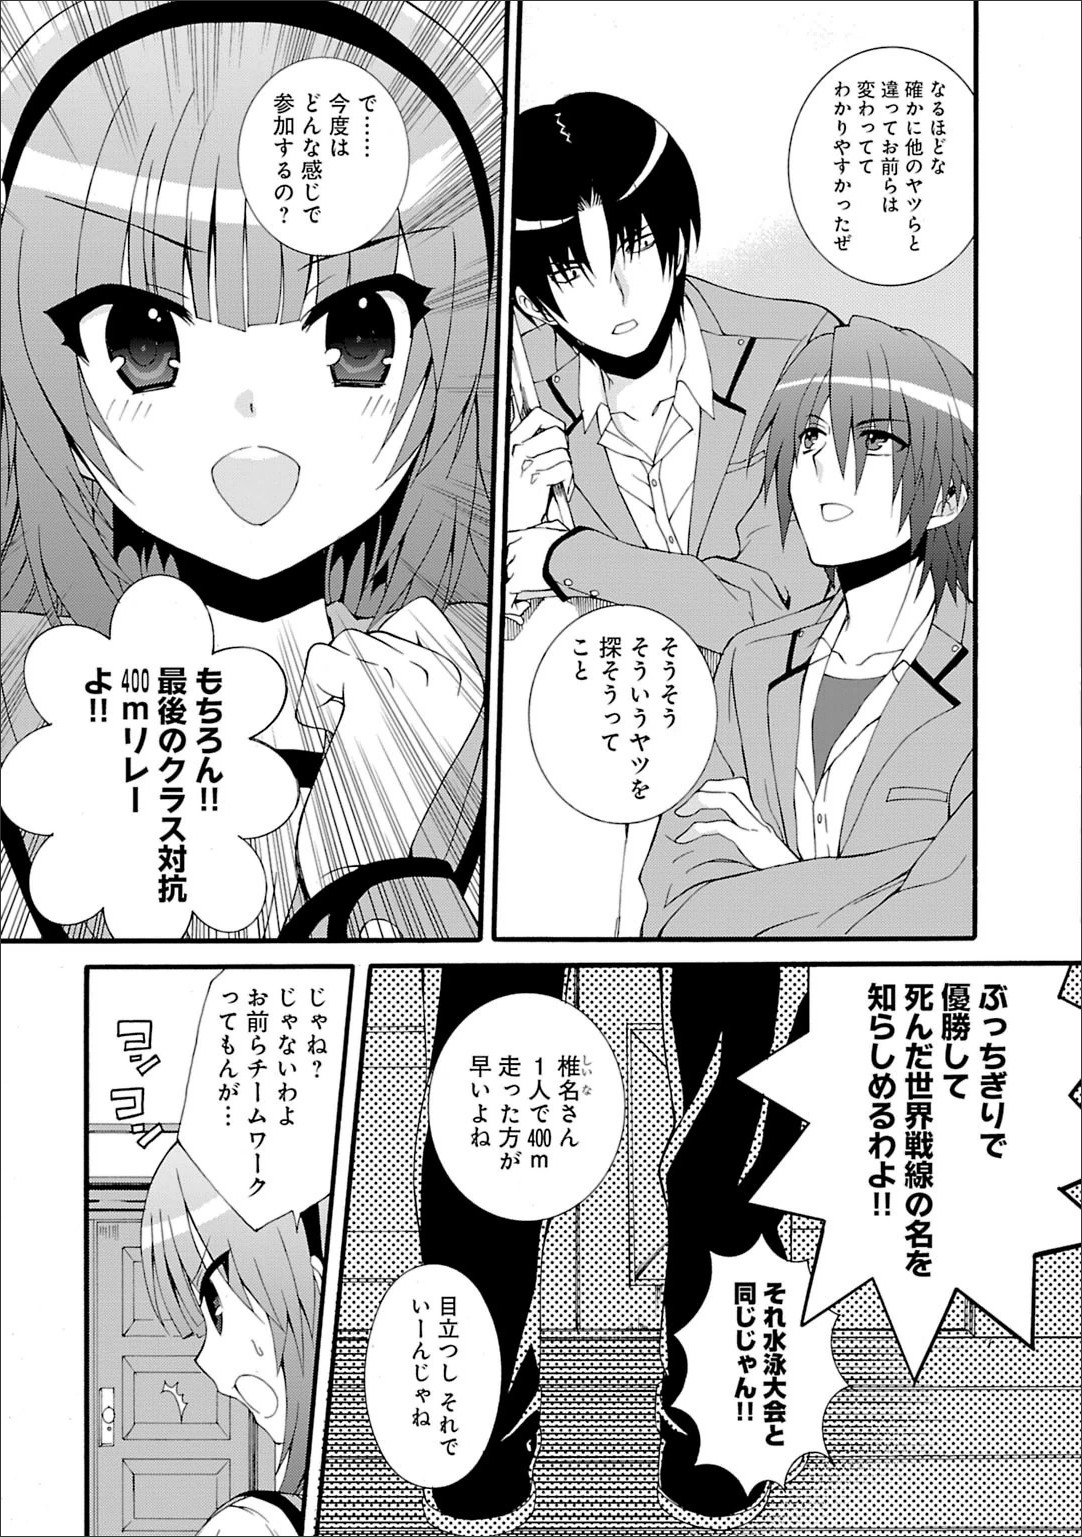 なるほどな
確かに他のヤツらと
違ってお前らは
変わってて
わかりやすかったぜ
そうそう
そういうヤツを
探そうって
こと
で……
今度は
どんな感じで
参加するの？
もちろん!!
最後のクラス対抗
400mリレー
よ!!
ぶっちぎりで
優勝して
死んだ世界戦線の名を
知らしめるわよ!!
それ水泳大会と
同じじゃん!!
椎名さん
しいな
1人で400m
走った方が
早いよね
目立つし それで
いーんじゃね
じゃね？
じゃないわよ
お前らチームワーク
ってもんが…
コンコン